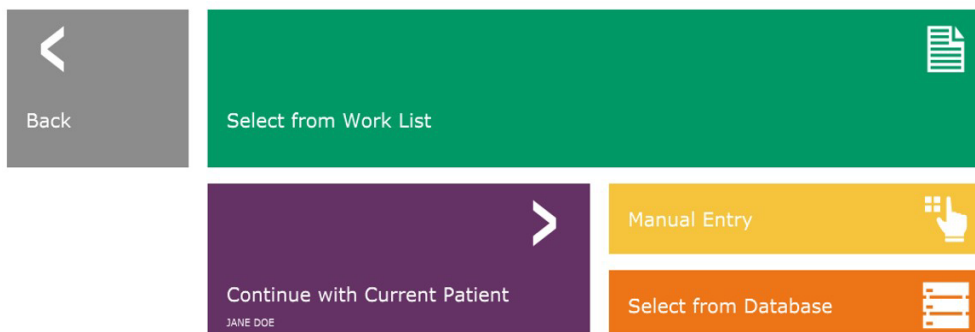 Back
Select from Work List
Manual Entry
Continue with Current Patient
JANE DOE
Select from Database